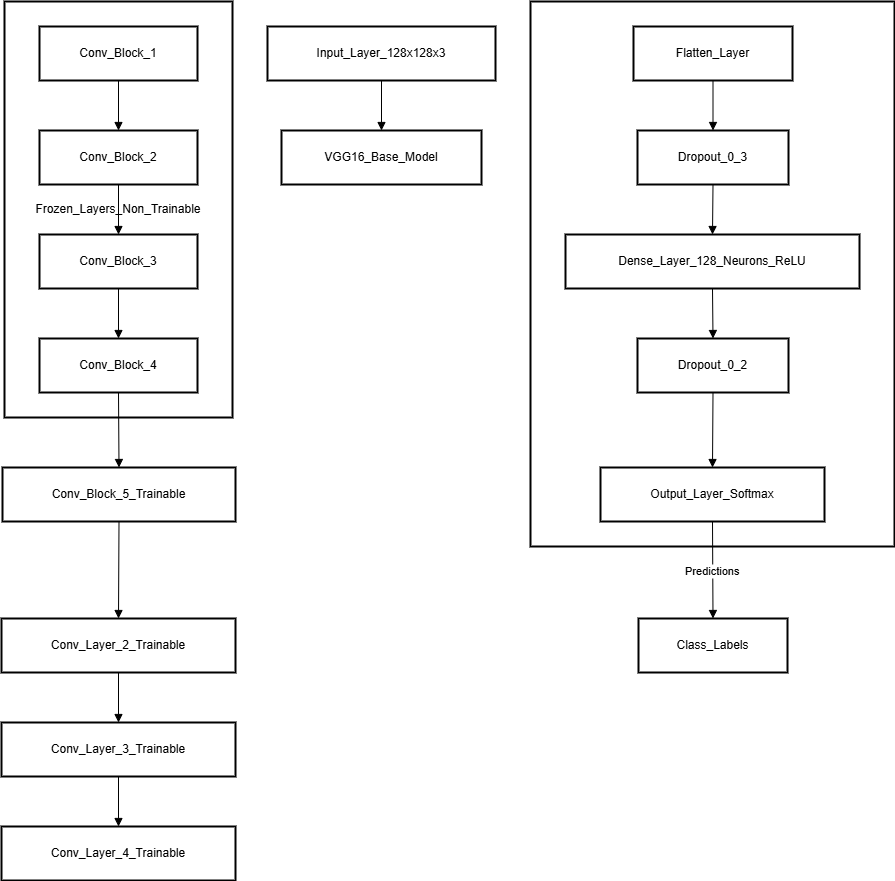 Conv_Block_1
Conv_Block_2
Frozen_Layers_Non_Trainable
Conv_Block_3
Conv_Block_4
Conv_Block_5_Trainable
Conv_Layer_2_Trainable
Conv_Layer_3_Trainable
Conv_Layer_4_Trainable
Input_Layer_128x128x3
VGG16_Base_Model
Flatten_Layer
Dropout_0_3
Dense_Layer_128_Neurons_ReLU
Dropout_0_2
Output_Layer_Softmax
Predictions
Class_Labels